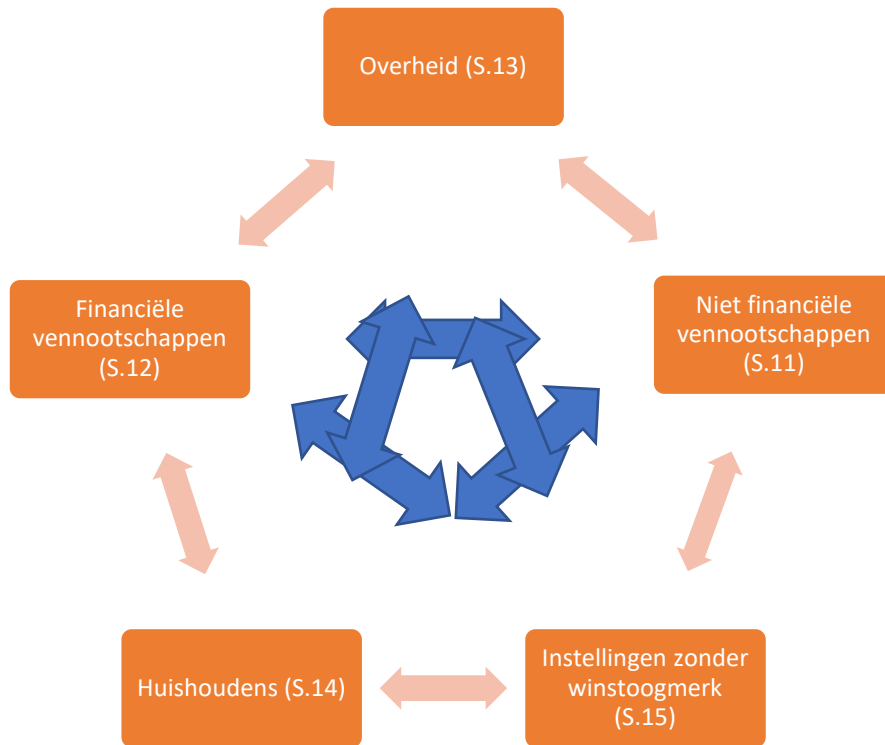 Overheid (S.13)
Financiële
vennootschappen
(S.12)
Niet financiële
vennootschappen
(S.11)
Huishoudens (S.14)
Instellingen zonder
winstoogmerk
(S.15)